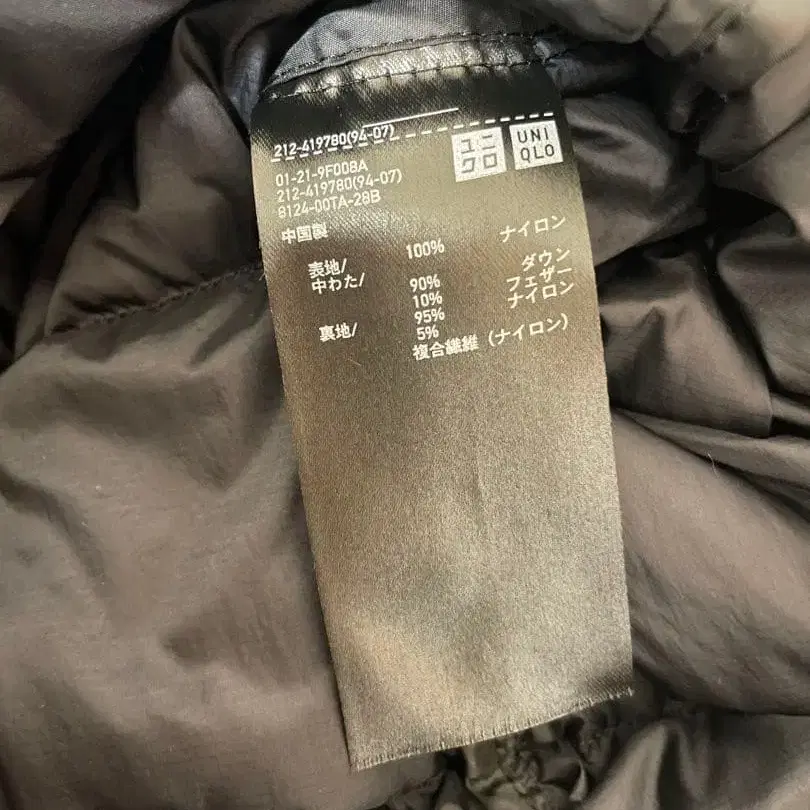 212-419780(94-07)
ユニクロ
UNIQLO
01-21-9F008A
212-419780(94-07)
8124-00TA-28B
中国製
表地/ 100% ナイロン
中わた/ 90% ダウン
10% フェザー
裏地/ 95% ナイロン
5% 複合繊維（ナイロン）